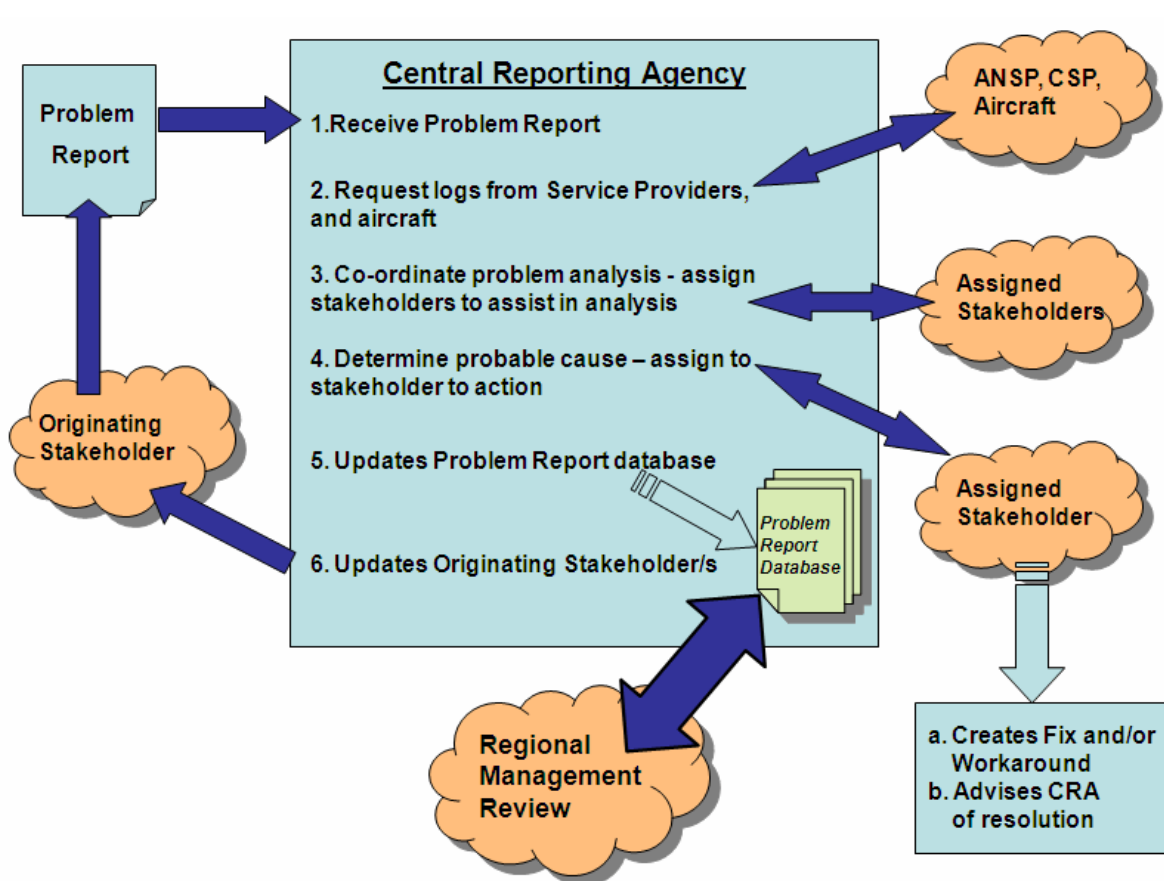 Central Reporting Agency
Problem
Report
1.Receive Problem Report
2. Request logs from Service Providers,
and aircraft
3. Co-ordinate problem analysis - assign
stakeholders to assist in analysis
4. Determine probable cause – assign to
stakeholder to action
5. Updates Problem Report database
6. Updates Originating Stakeholder/s
Problem
Report
Database
ANSP, CSP,
Aircraft
Assigned
Stakeholders
Assigned
Stakeholder
a. Creates Fix and/or
Workaround
b. Advises CRA
of resolution
Originating
Stakeholder
Regional
Management
Review